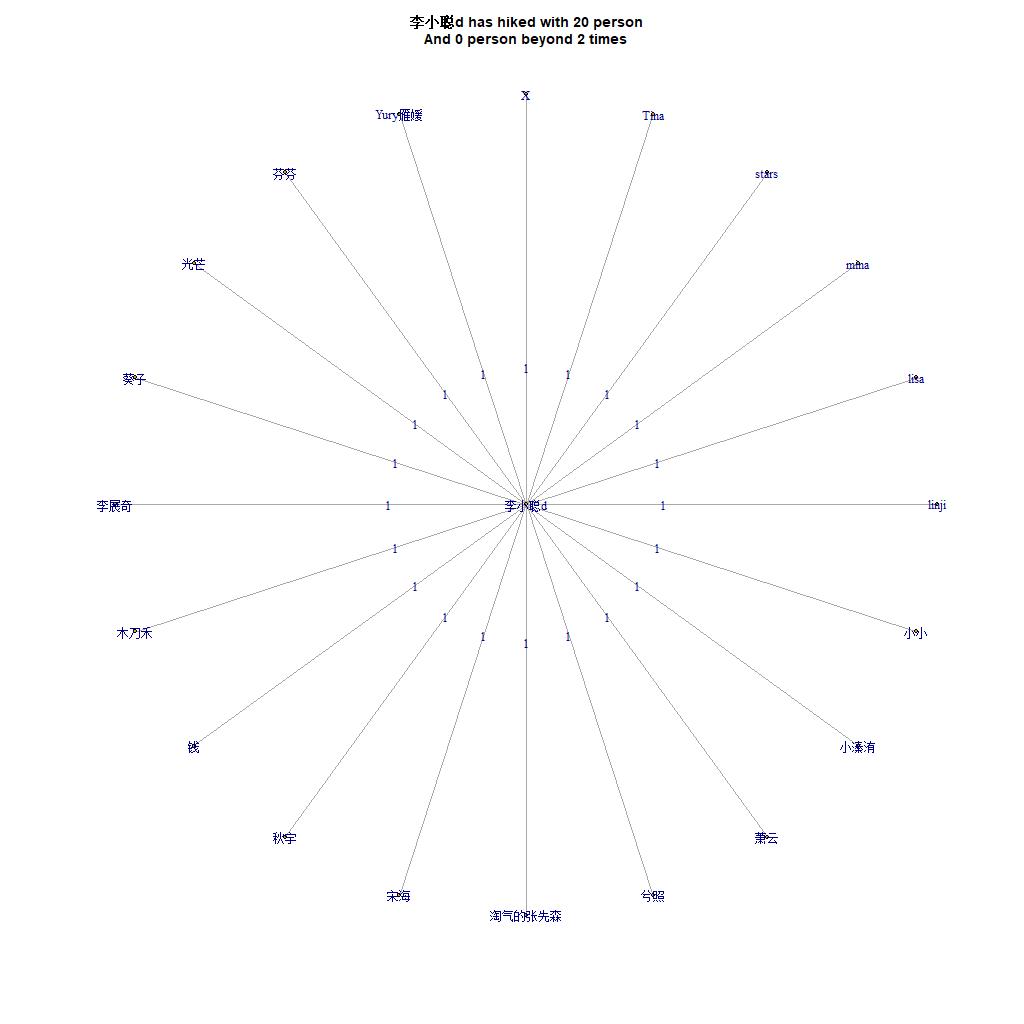 李小聪d has hiked with 20 person
And 0 person beyond 2 times
X
Yury雁媛
Tina
芬芬
stars
光芒
mina
1
1
1
葵子
lisa
1
1
1
1
1
1
李展奇
1
李小聪d
1
linji
1
1
1
1
1
1
木乃禾
小小
1
1
1
钱
小溱洧
秋宇
萧云
宋海
兮照
淘气的张先森